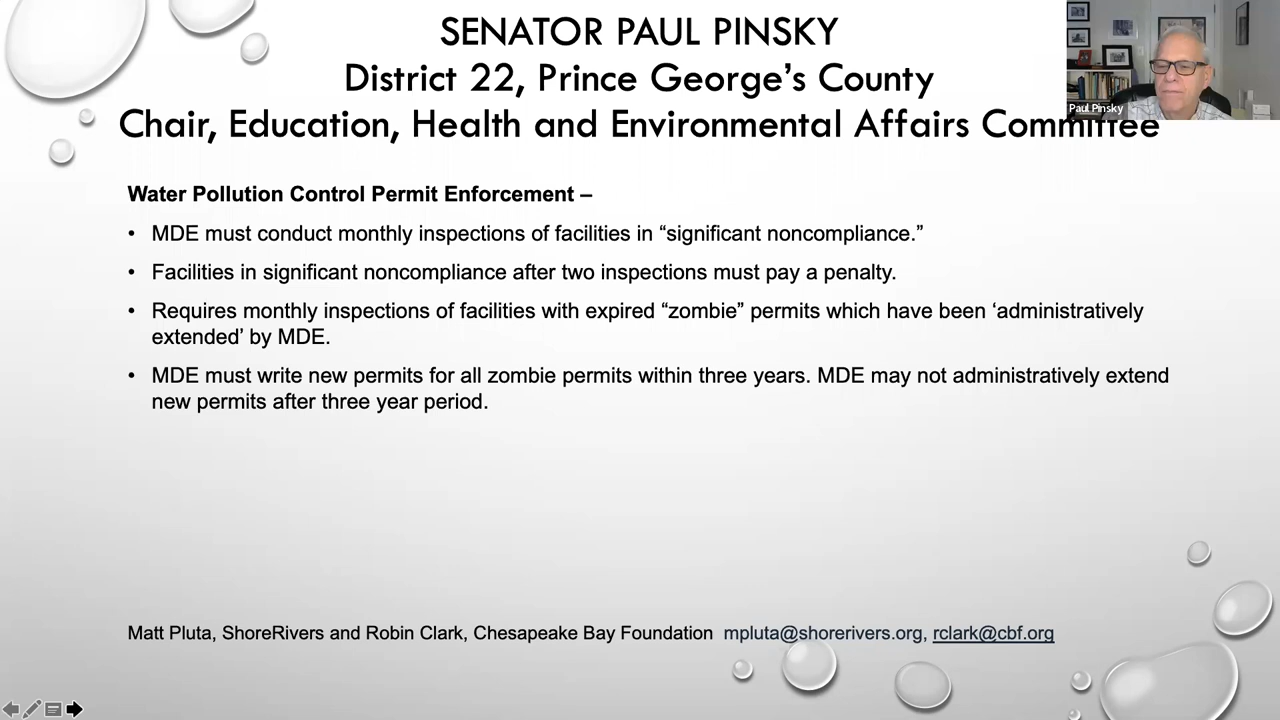 SENATOR PAUL PINSKY
District 22, Prince George’s County
Chair, Education, Health and Environmental Affairs Committee
Paul Pinsky
Water Pollution Control Permit Enforcement –
• MDE must conduct monthly inspections of facilities in “significant noncompliance.”
• Facilities in significant noncompliance after two inspections must pay a penalty.
• Requires monthly inspections of facilities with expired “zombie” permits which have been ‘administratively
extended’ by MDE.
• MDE must write new permits for all zombie permits within three years. MDE may not administratively extend
new permits after three year period.
Matt Pluta, ShoreRivers and Robin Clark, Chesapeake Bay Foundation mpluta@shorerivers.org, rclark@cbf.org